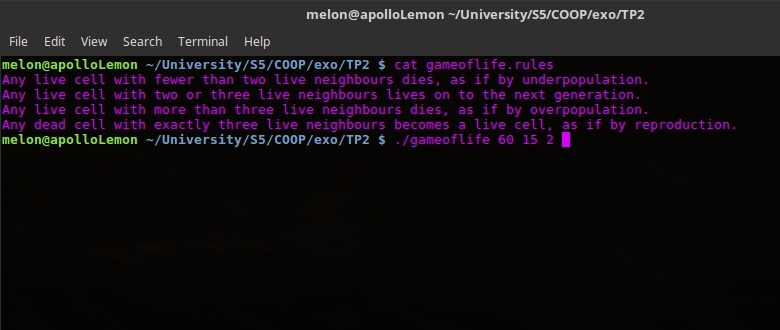 melon@apolloLemon ~/University/S5/COOP/exo/TP2
File Edit View Search Terminal Help
melon@apolloLemon ~/University/S5/COOP/exo/TP2 $ cat gameoflife.rules
Any live cell with fewer than two live neighbours dies, as if by underpopulation.
Any live cell with two or three live neighbours lives on to the next generation.
Any live cell with more than three live neighbours dies, as if by overpopulation.
Any dead cell with exactly three live neighbours becomes a live cell, as if by reproduction.
melon@apolloLemon ~/University/S5/COOP/exo/TP2 $ ./gameoflife 60 15 2